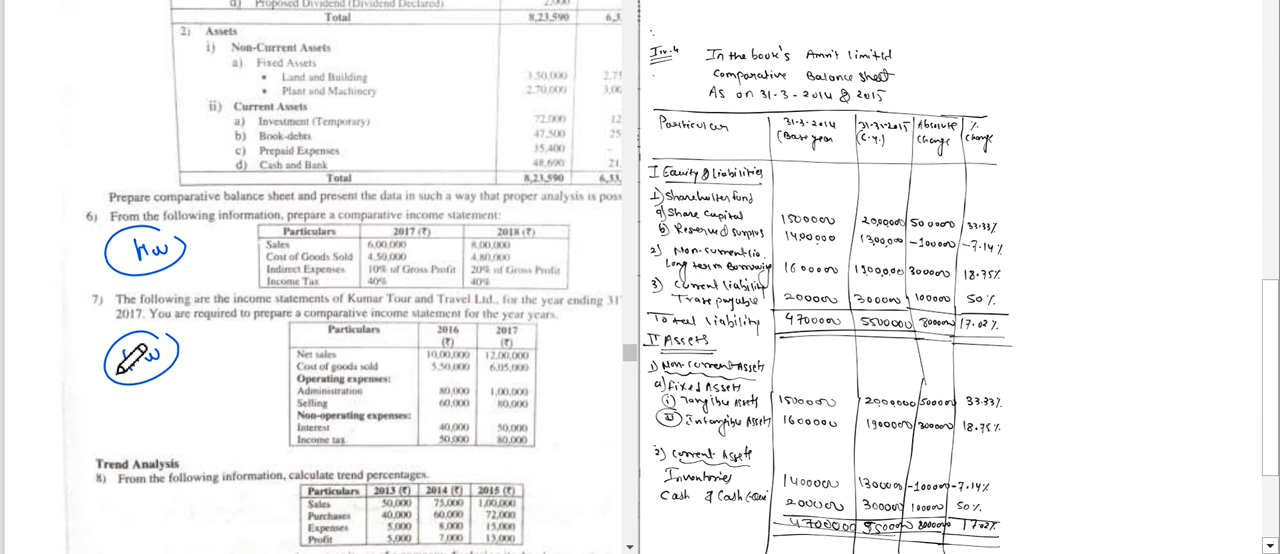 d) Proposed Dividend (Dividend Declared)
Total 8,23,590 6,3
2) Assets
i) Non-Current Assets
a) Fixed Assets
• Land and Building 3,50,000 2,75
• Plant and Machinery 2,70,000 3,00
ii) Current Assets
a) Investment (Temporary) 72,000 12
b) Book-debts 47,500 25
c) Prepaid Expenses 35,400 –
d) Cash and Bank 48,690 21
Total 8,23,590 6,33,
Prepare comparative balance sheet and present the data in such a way that proper analysis is poss
6) From the following information, prepare a comparative income statement:
Hw
Particulars 2017 (₹) 2018 (₹)
Sales 6,00,000 8,00,000
Cost of Goods Sold 4,50,000 4,80,000
Indirect Expenses 10% of Gross Profit 20% of Gross Profit
Income Tax 40% 40%
7) The following are the income statements of Kumar Tour and Travel Ltd., for the year ending 31
2017. You are required to prepare a comparative income statement for the year years.
Particulars 2016 2017
(₹) (₹)
Net sales 10,00,000 12,00,000
Cost of goods sold 5,50,000 6,05,000
Operating expenses:
Administration 80,000 1,00,000
Selling 60,000 80,000
Non-operating expenses:
Interest 40,000 50,000
Income tax 50,000 80,000
Trend Analysis
8) From the following information, calculate trend percentages.
Particulars 2013 (₹) 2014 (₹) 2015 (₹)
Sales 50,000 75,000 1,00,000
Purchases 40,000 60,000 72,000
Expenses 5,000 8,000 15,000
Profit 5,000 7,000 13,000
In the book's Amrit limited
Comparative Balance sheet
As on 31-3-2014 & 2015
Particular 31-3-2014 31-3-2015 Absolute %
(Base year (C.Y.) Change Change
I Equity & liabilities
1) Shareholter fund
a) Share Capital 1500000 2000000 500000 33.33%
b) Reserved surplus 1400000 1300000 -100000 -7.14%
2) Non-current lia.
Long term Borrowing 1600000 1900000 300000 18.75%
3) Current liability
Trade payable 200000 300000 100000 50%
Total liability 4700000 5500000 800000 17.02%
II Assets
1) Non-Current Assets
a) Fixed Assets
i) Tangible Assets 1500000 2000000 500000 33.33%
ii) Intangible Assets 1600000 1900000 300000 18.75%
2) Current Assets
Inventories 1400000 1300000 -100000 -7.14%
Cash & Cash 200000 300000 100000 50%
4700000 5500000 800000 17.02%